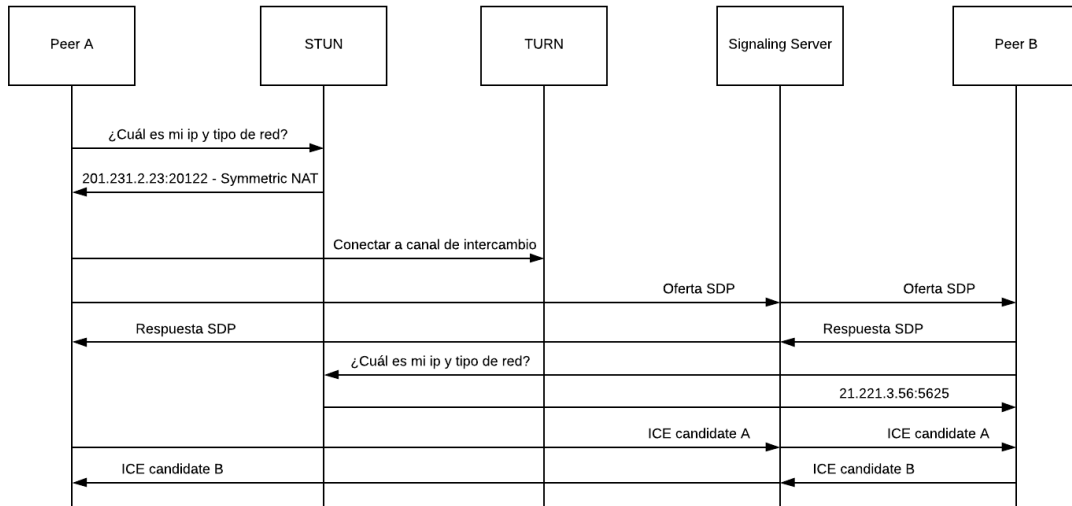 Peer A
STUN
TURN
Signaling Server
Peer B
¿Cuál es mi ip y tipo de red?
201.231.2.23:20122 - Symmetric NAT
Conectar a canal de intercambio
Oferta SDP
Oferta SDP
Respuesta SDP
Respuesta SDP
¿Cuál es mi ip y tipo de red?
21.221.3.56:5625
ICE candidate A
ICE candidate A
ICE candidate B
ICE candidate B